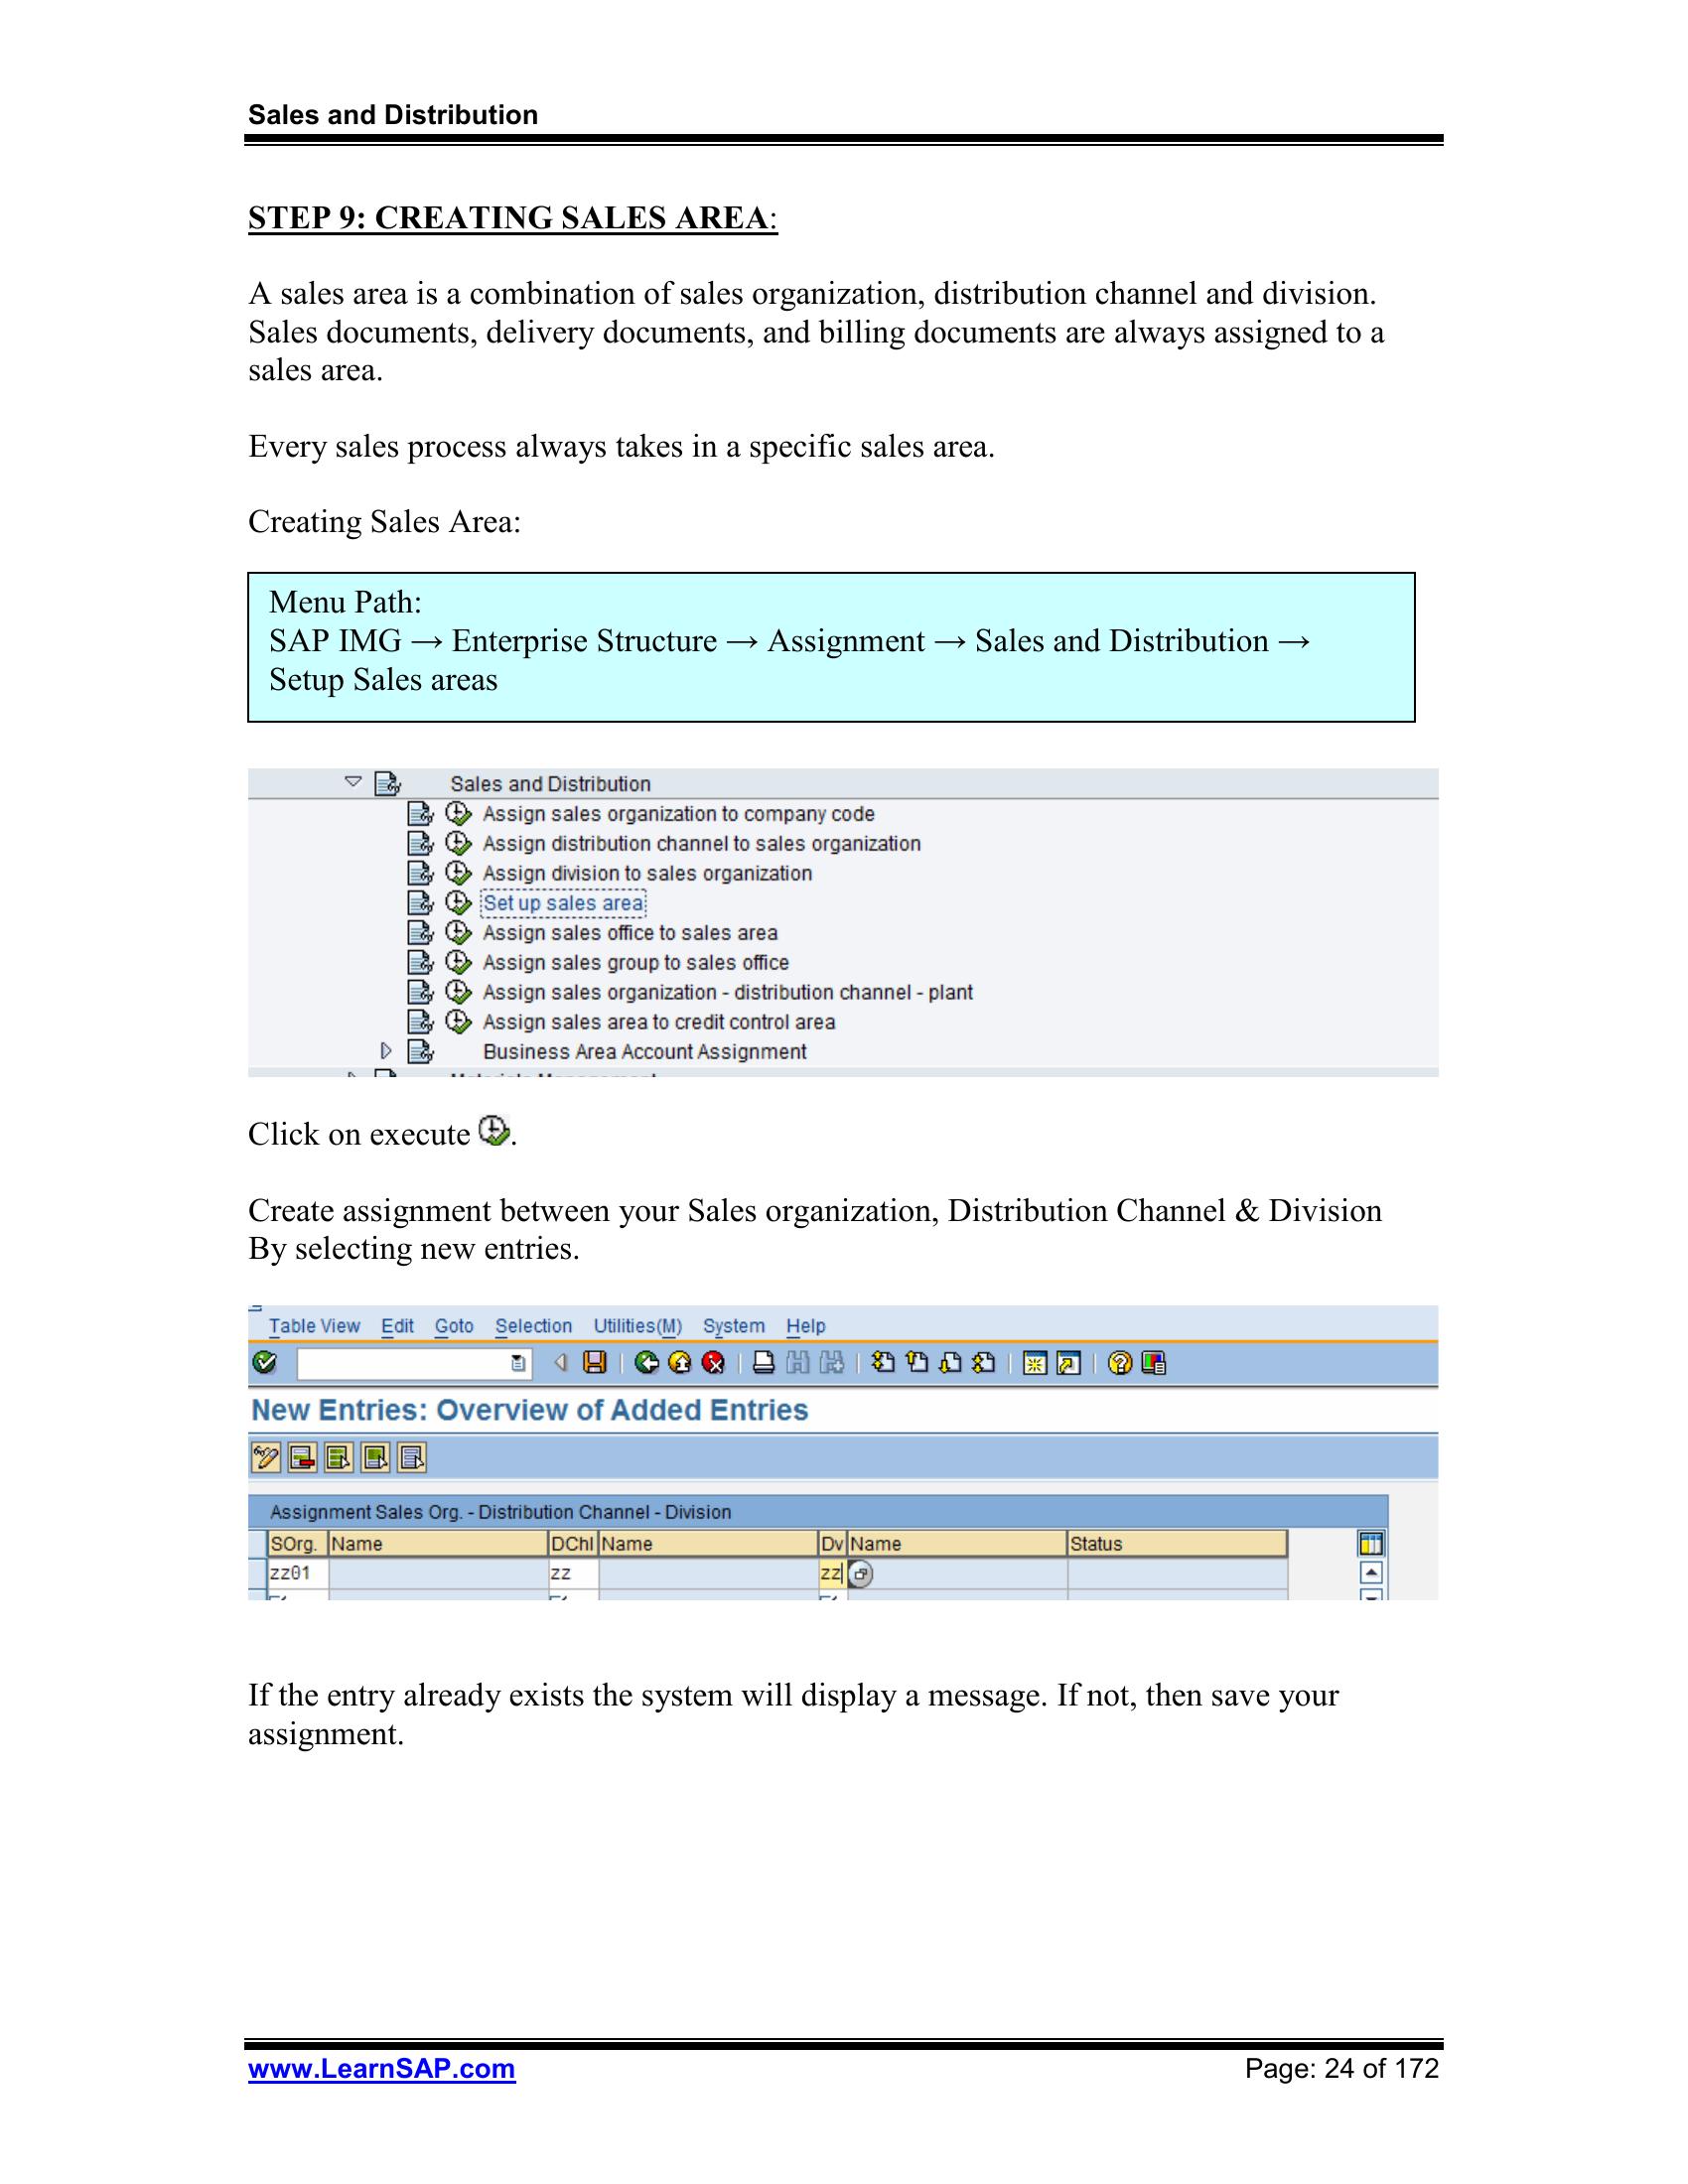 Sales and Distribution
STEP 9: CREATING SALES AREA:
A sales area is a combination of sales organization, distribution channel and division.
Sales documents, delivery documents, and billing documents are always assigned to a
sales area.
Every sales process always takes in a specific sales area.
Creating Sales Area:
Menu Path:
SAP IMG → Enterprise Structure → Assignment → Sales and Distribution →
Setup Sales areas
Sales and Distribution
Assign sales organization to company code
Assign distribution channel to sales organization
Assign division to sales organization
Set up sales area
Assign sales office to sales area
Assign sales group to sales office
Assign sales organization - distribution channel - plant
Assign sales area to credit control area
Business Area Account Assignment
Click on execute .
Create assignment between your Sales organization, Distribution Channel & Division
By selecting new entries.
Table View Edit Goto Selection Utilities(M) System Help
New Entries: Overview of Added Entries
Assignment Sales Org. - Distribution Channel - Division
SOrg. Name DChl Name Dv Name Status
zz01 zz zz
If the entry already exists the system will display a message. If not, then save your
assignment.
www.LearnSAP.com Page: 24 of 172